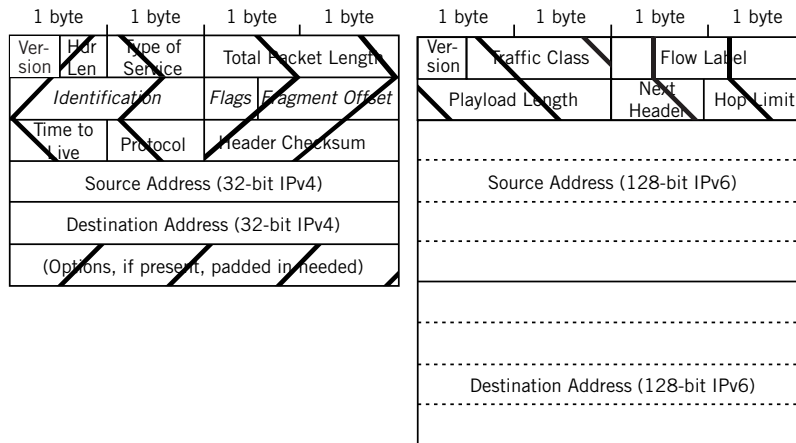 1 byte 1 byte 1 byte 1 byte
Ver-
sion
Hdr
Len
Type of
Service
Total Packet Length
Identification
Flags
Fragment Offset
Time to
Live
Protocol
Header Checksum
Source Address (32-bit IPv4)
Destination Address (32-bit IPv4)
(Options, if present, padded in needed)
1 byte 1 byte 1 byte 1 byte
Ver-
sion
Traffic Class
Flow Label
Playload Length
Next
Header
Hop Limit
Source Address (128-bit IPv6)
Destination Address (128-bit IPv6)